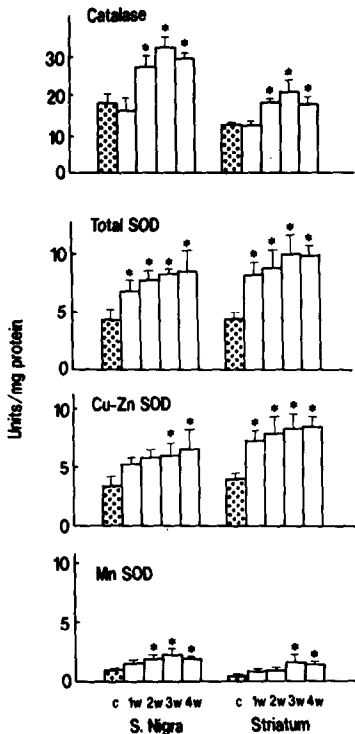 Catalase
* * * * * *
30
20
10
0
Total SOD
* * * * * * * *
10
5
0
Cu-Zn SOD
* * * * * *
10
5
0
Mn SOD
* * * * *
10
0
Units/mg protein
c 1w 2w 3w 4w c 1w 2w 3w 4w
S. Nigra Striatum